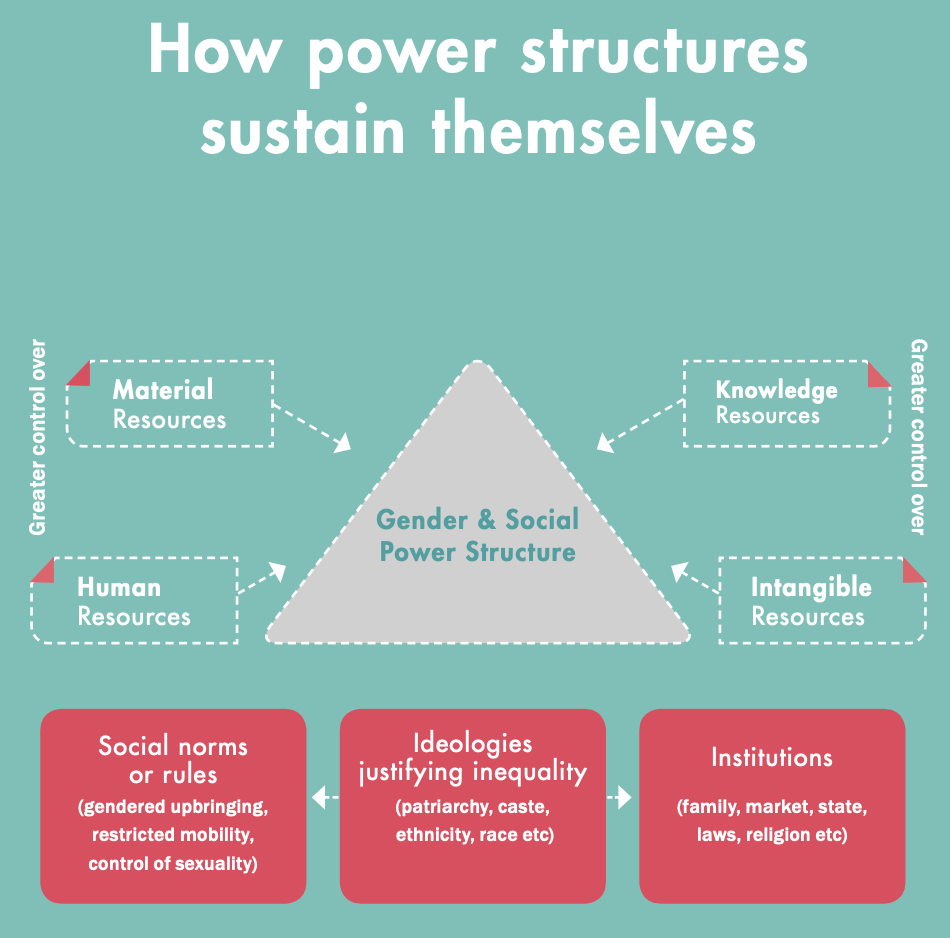 How power structures
sustain themselves
Greater control over
Material
Resources
Knowledge
Resources
Greater control over
Gender & Social
Power Structure
Human
Resources
Intangible
Resources
Social norms
or rules
(gendered upbringing,
restricted mobility,
control of sexuality)
Ideologies
justifying inequality
(patriarchy, caste,
ethnicity, race etc)
Institutions
(family, market, state,
laws, religion etc)